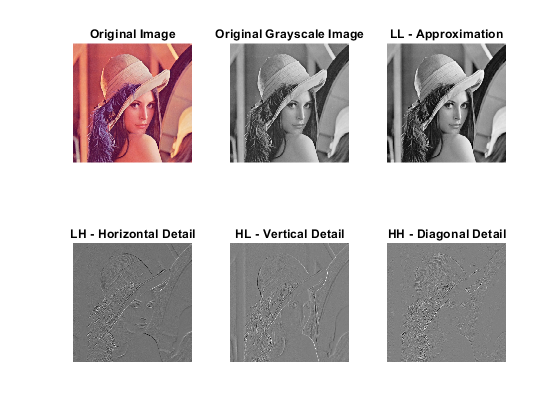 Original Image
Original Grayscale Image
LL - Approximation
LH - Horizontal Detail
HL - Vertical Detail
HH - Diagonal Detail